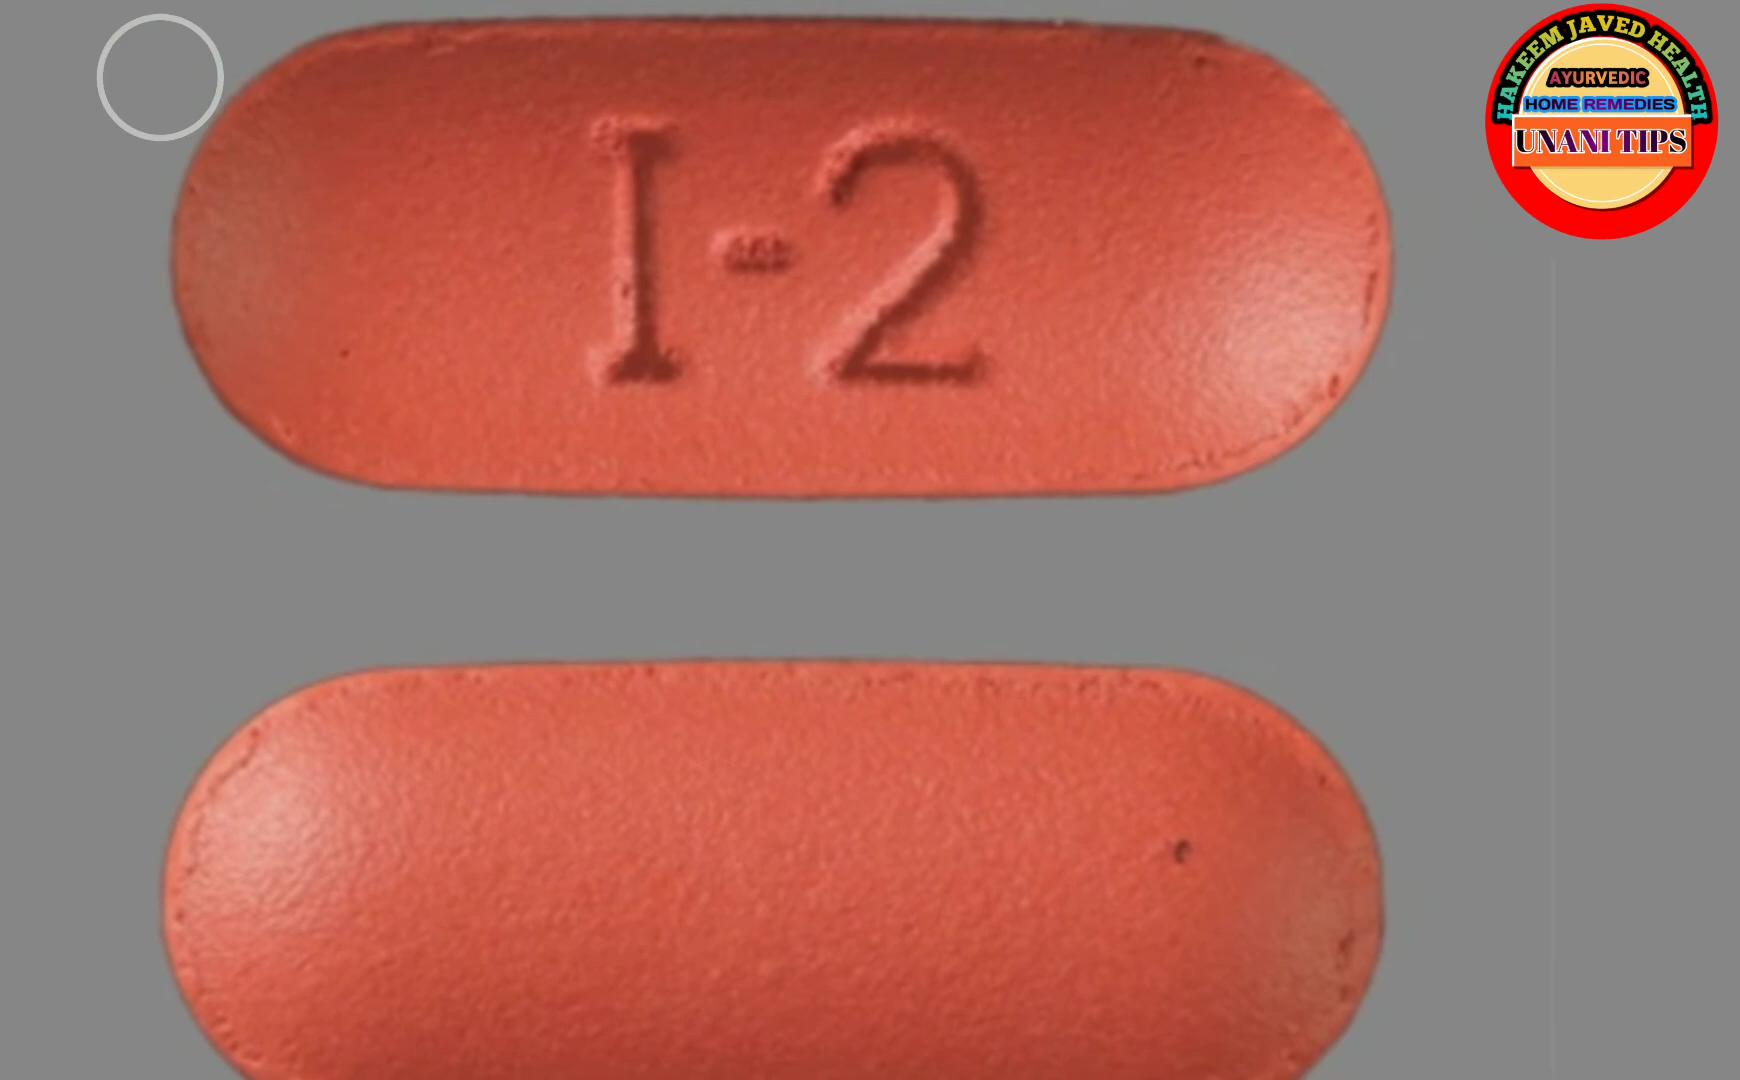 I-2
HAKEEM JAVED HEALTH
AYURVEDIC
HOME REMEDIES
UNANI TIPS